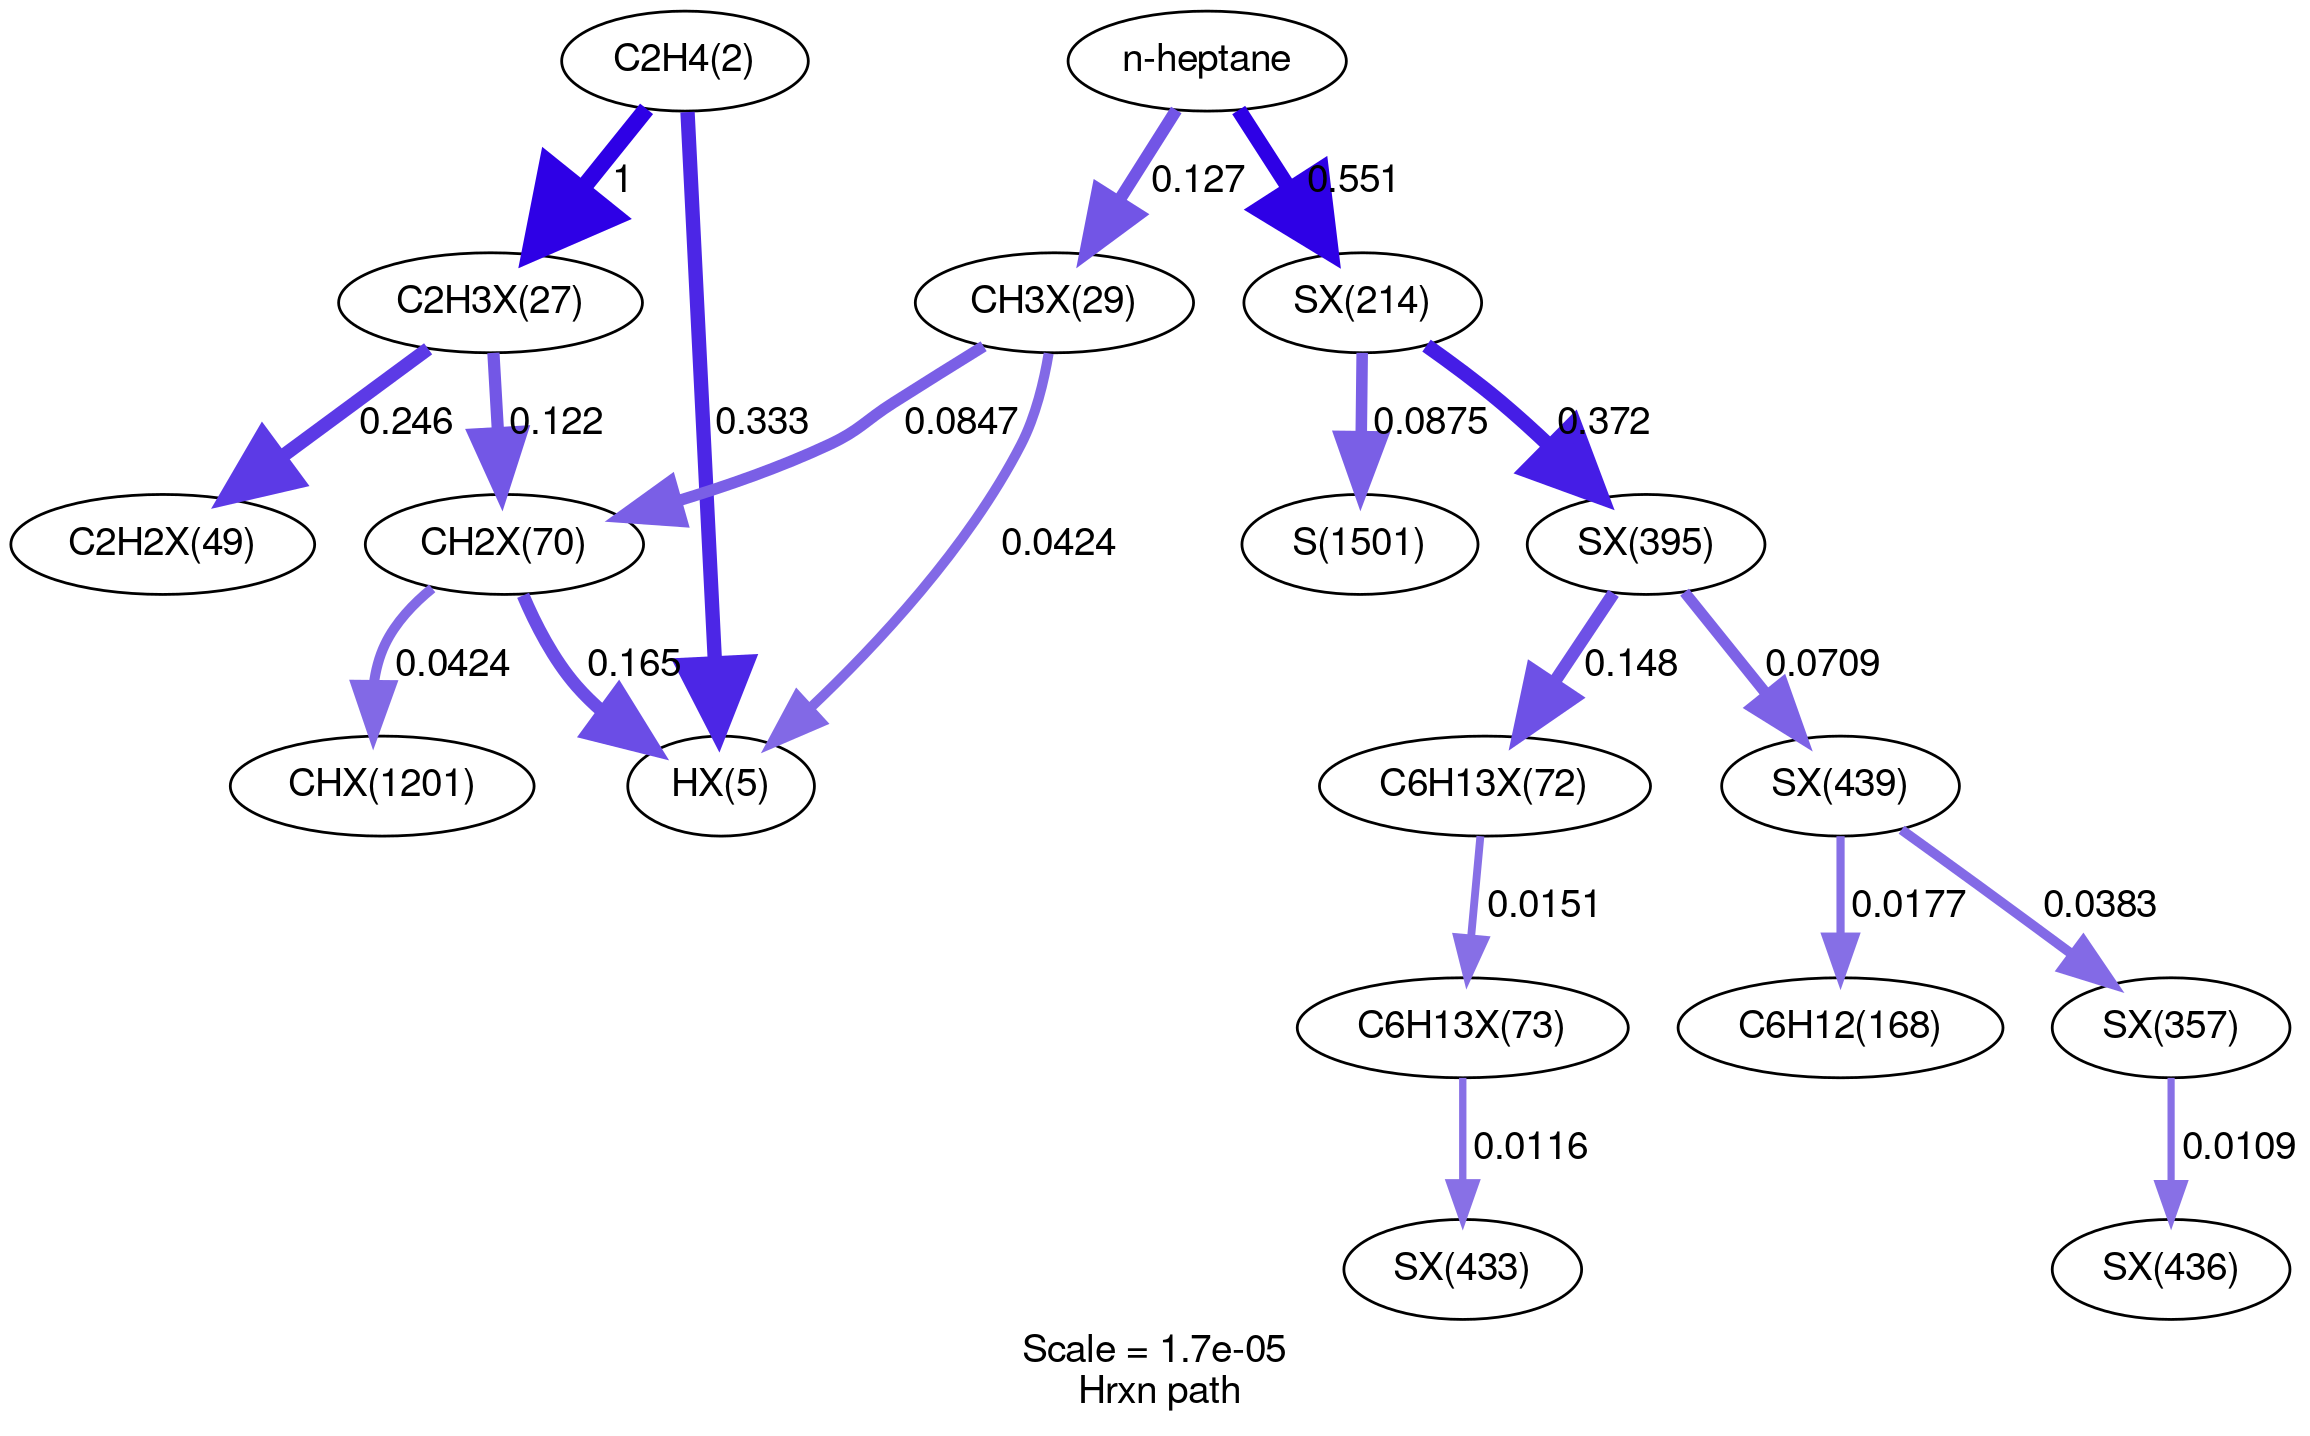 C2H4(2)
n-heptane
1
0.127
0.551
C2H3X(27)
CH3X(29)
SX(214)
0.246
0.122
0.333
0.0847
0.0875
0.372
C2H2X(49)
CH2X(70)
0.0424
S(1501)
SX(395)
0.0424
0.165
0.148
0.0709
CHX(1201)
HX(5)
C6H13X(72)
SX(439)
0.0151
0.0177
0.0383
C6H13X(73)
C6H12(168)
SX(357)
0.0116
0.0109
SX(433)
SX(436)
Scale = 1.7e-05
Hrxn path